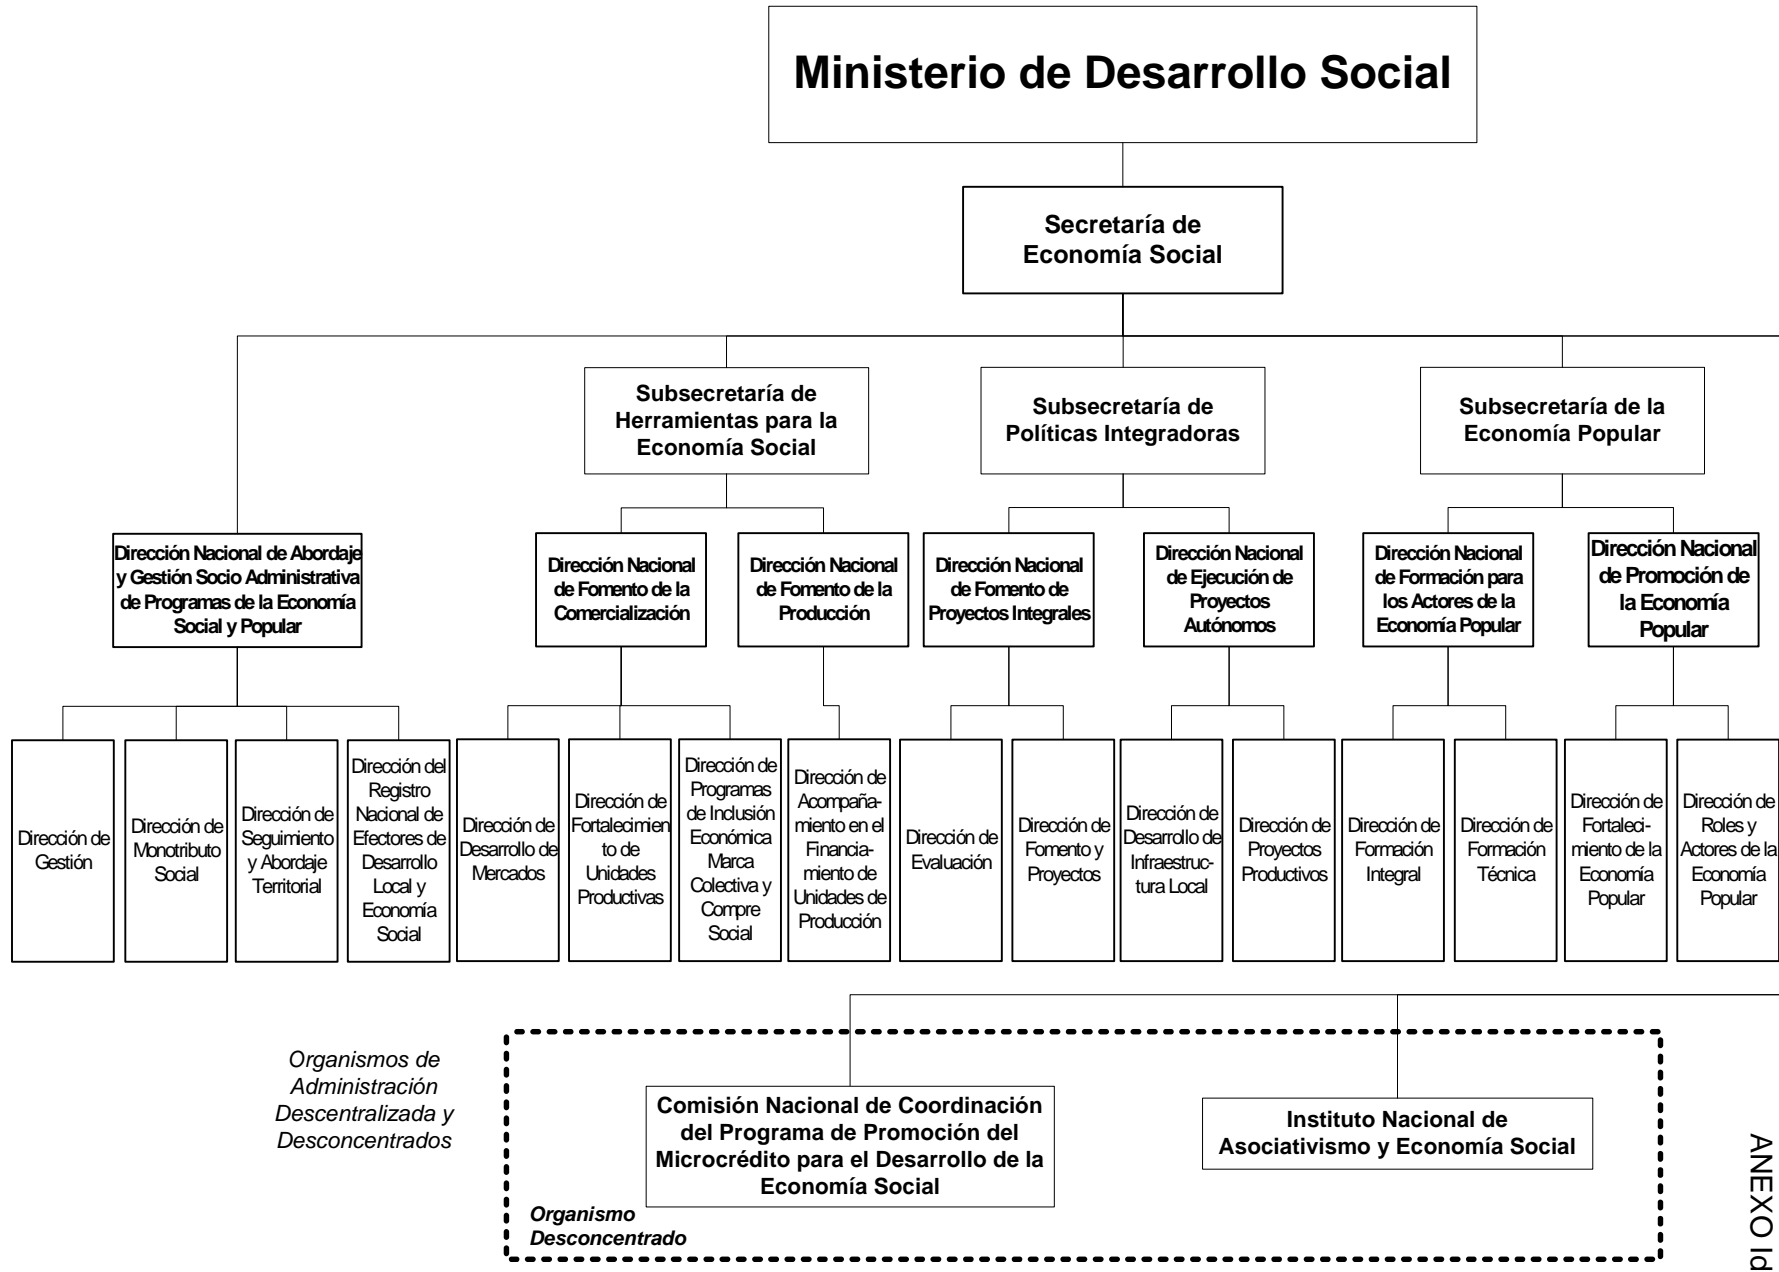 Ministerio de Desarrollo Social
Secretaría de
Economía Social
Subsecretaría de
Herramientas para la
Economía Social
Subsecretaría de
Políticas Integradoras
Subsecretaría de la
Economía Popular
Dirección Nacional de Abordaje
y Gestión Socio Administrativa
de Programas de la Economía
Social y Popular
Dirección Nacional
de Fomento de la
Comercialización
Dirección Nacional
de Fomento de la
Producción
Dirección Nacional
de Fomento de
Proyectos Integrales
Dirección Nacional
de Ejecución de
Proyectos
Autónomos
Dirección Nacional
de Formación para
los Actores de la
Economía Popular
Dirección Nacional
de Promoción de
la Economía
Popular
Dirección de
Gestión
Dirección de
Monotributo
Social
Dirección de
Seguimiento
y Abordaje
Territorial
Dirección del
Registro
Nacional de
Efectores de
Desarrollo
Local y
Economía
Social
Dirección de
Desarrollo de
Mercados
Dirección de
Fortalecimien
to de
Unidades
Productivas
Dirección de
Programas
de Inclusión
Económica
Marca
Colectiva y
Compre
Social
Dirección de
Acompaña-
miento en el
Financia-
miento de
Unidades de
Producción
Dirección de
Evaluación
Dirección de
Fomento y
Proyectos
Dirección de
Desarrollo de
Infraestruc-
tura Local
Dirección de
Proyectos
Productivos
Dirección de
Formación
Integral
Dirección de
Formación
Técnica
Dirección de
Fortaleci-
miento de la
Economía
Popular
Dirección de
Roles y
Actores de la
Economía
Popular
Organismos de
Administración
Descentralizada y
Desconcentrados
Comisión Nacional de Coordinación
del Programa de Promoción del
Microcrédito para el Desarrollo de la
Economía Social
Instituto Nacional de
Asociativismo y Economía Social
Organismo
Desconcentrado
ANEXO Id